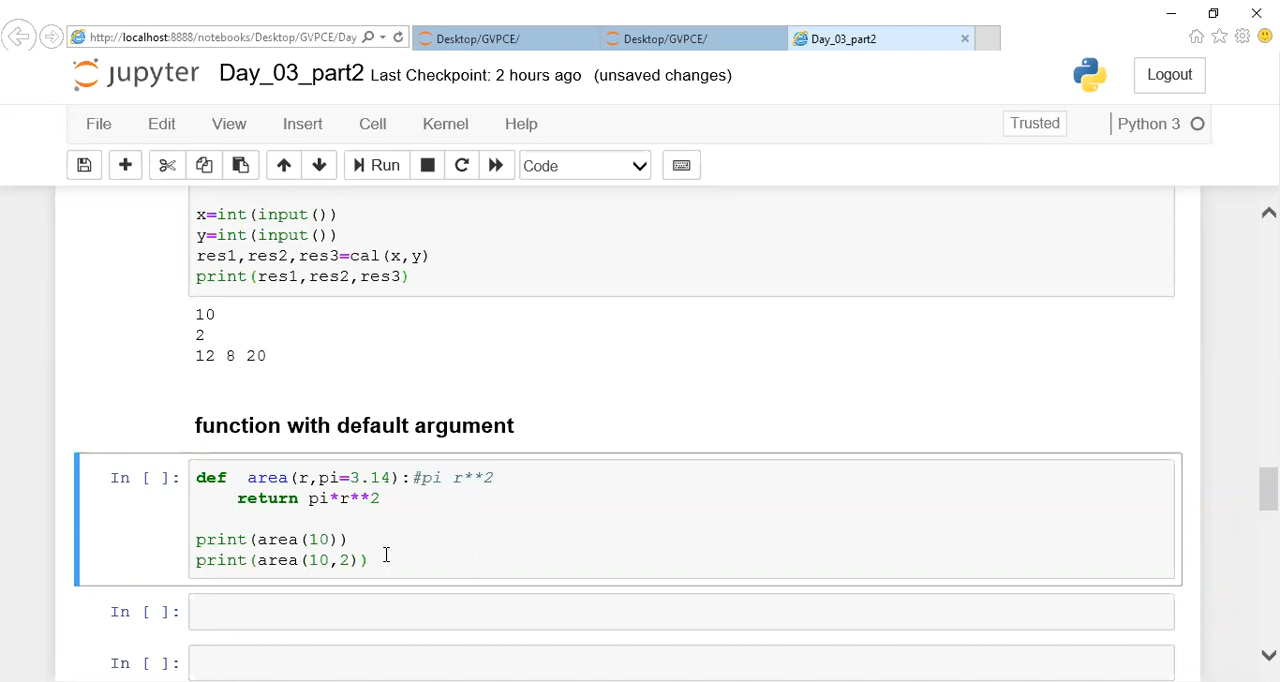 http://localhost:8888/notebooks/Desktop/GVPCE/Day
Desktop/GVPCE/
Desktop/GVPCE/
Day_03_part2
jupyter Day_03_part2 Last Checkpoint: 2 hours ago (unsaved changes)
Logout
File Edit View Insert Cell Kernel Help
Trusted
Python 3
Run
Code
x=int(input())
y=int(input())
res1,res2,res3=cal(x,y)
print(res1,res2,res3)
10
2
12 8 20
function with default argument
In [ ]: def  area(r,pi=3.14):#pi r**2
    return pi*r**2
print(area(10))
print(area(10,2))
In [ ]:
In [ ]: